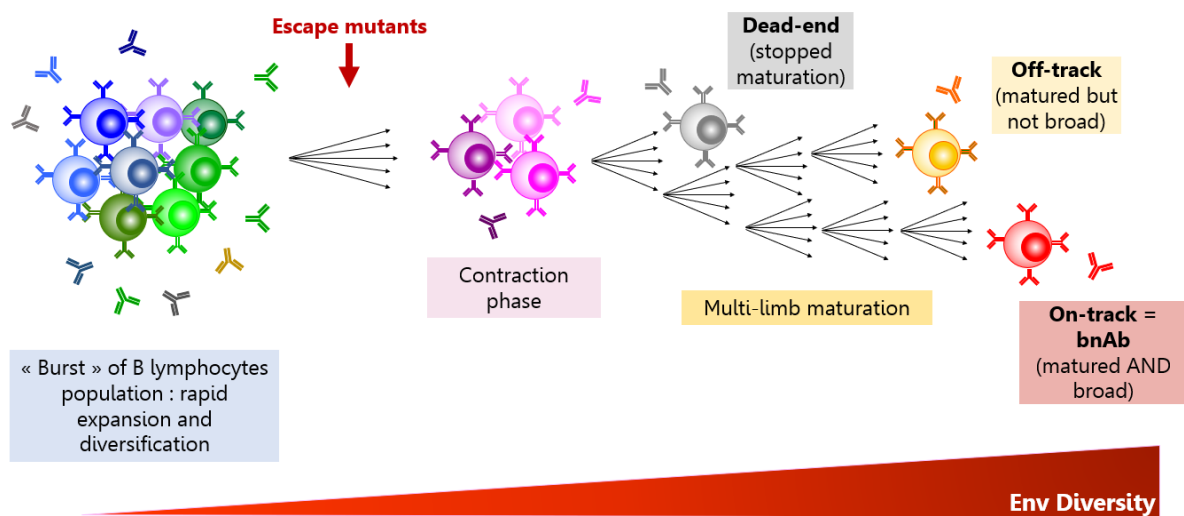 Escape mutants
Dead-end
(stopped
maturation)
Off-track
(matured but
not broad)
Contraction
phase
Multi-limb maturation
On-track =
bnAb
(matured AND
broad)
« Burst » of B lymphocytes
population : rapid
expansion and
diversification
Env Diversity